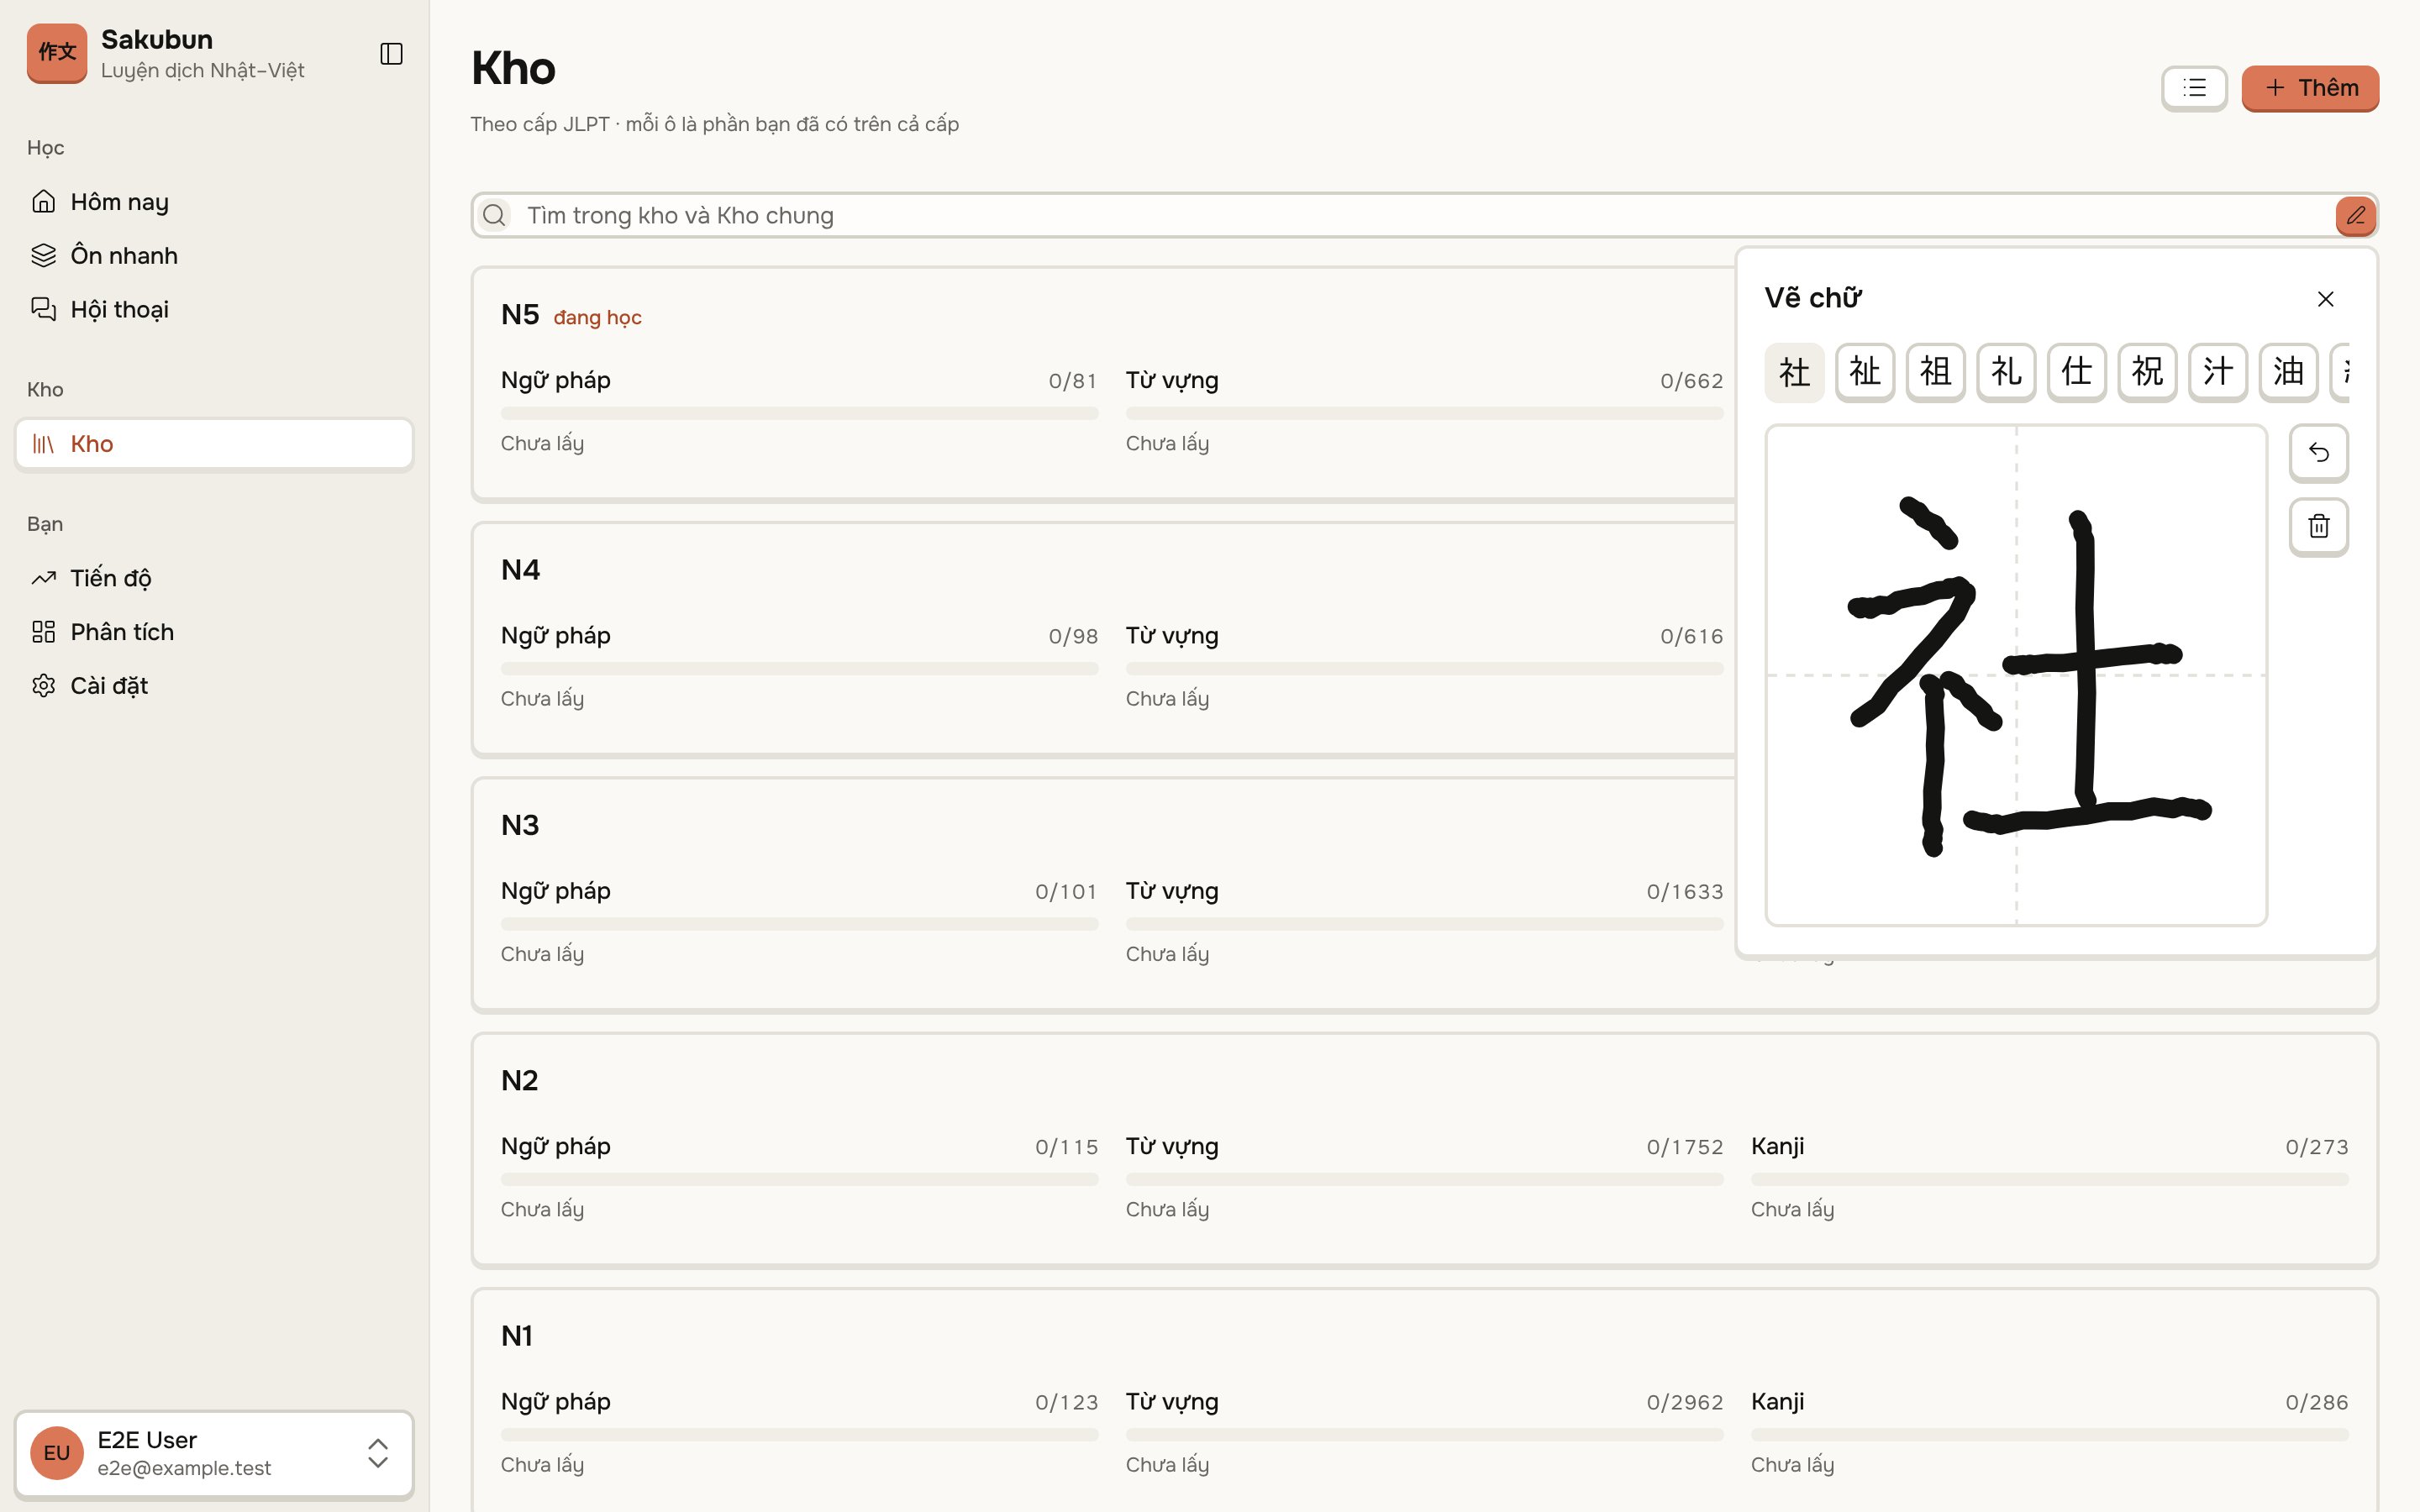 作文
Sakubun
Luyện dịch Nhật–Việt
Học
Hôm nay
Ôn nhanh
Hội thoại
Kho
Kho
Bạn
Tiến độ
Phân tích
Cài đặt
EU
E2E User
e2e@example.test
Kho
Theo cấp JLPT · mỗi ô là phần bạn đã có trên cả cấp
Thêm
Tìm trong kho và Kho chung
N5 đang học
Ngữ pháp 0/81 Từ vựng 0/662
Chưa lấy Chưa lấy
N4
Ngữ pháp 0/98 Từ vựng 0/616
Chưa lấy Chưa lấy
N3
Ngữ pháp 0/101 Từ vựng 0/1633
Chưa lấy Chưa lấy
N2
Ngữ pháp 0/115 Từ vựng 0/1752 Kanji 0/273
Chưa lấy Chưa lấy Chưa lấy
N1
Ngữ pháp 0/123 Từ vựng 0/2962 Kanji 0/286
Chưa lấy Chưa lấy Chưa lấy
Vẽ chữ
社 祉 祖 礼 仕 祝 汁 油
社